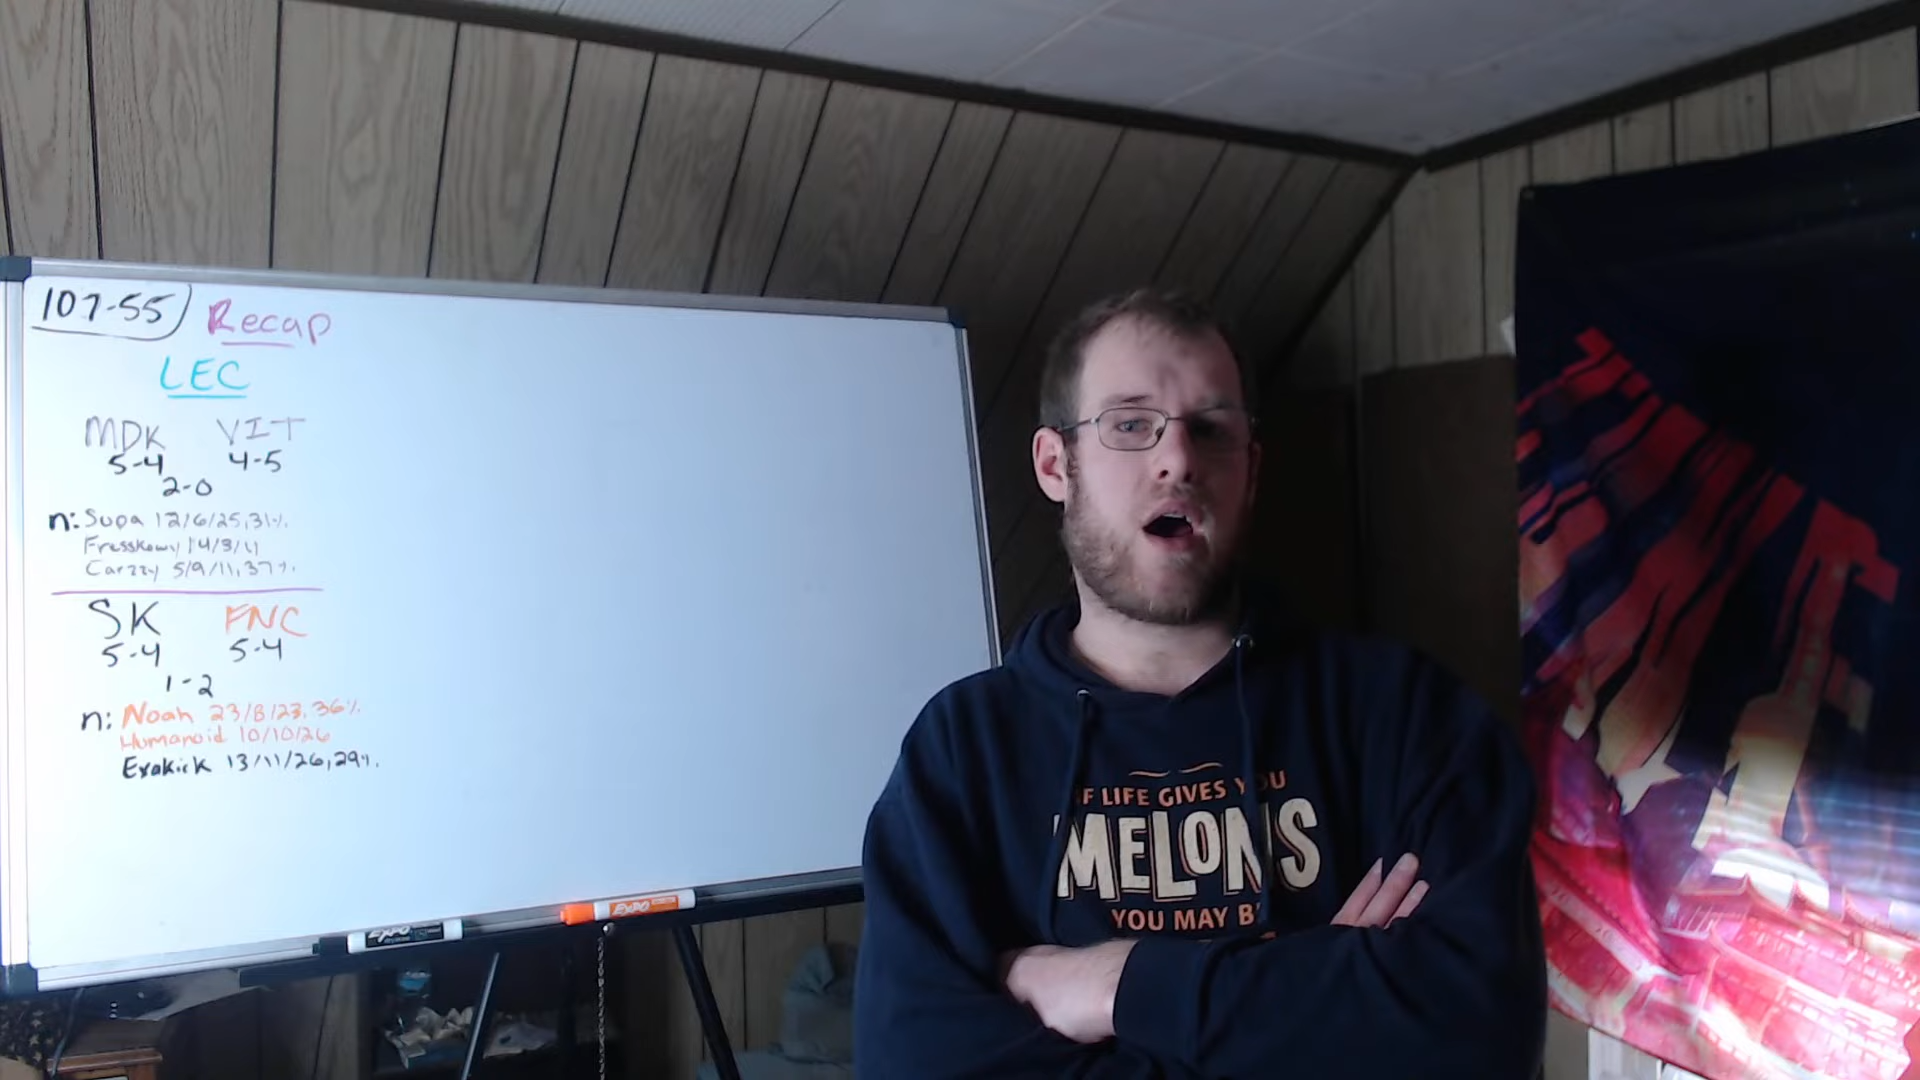 107-55 Recap
LEC
MDK VIT
5-4 4-5
2-0
n: Supa 12/6/25, 31%.
Fresskowy 14/3/11
Carzzy 5/9/11, 37%.
SK FNC
5-4 5-4
1-2
n: Noah 23/8/23, 36%.
Humanoid 10/10/26
Exakick 13/11/26, 29%.
EXPO
EXPO
IF LIFE GIVES YOU
MELONS
YOU MAY BE